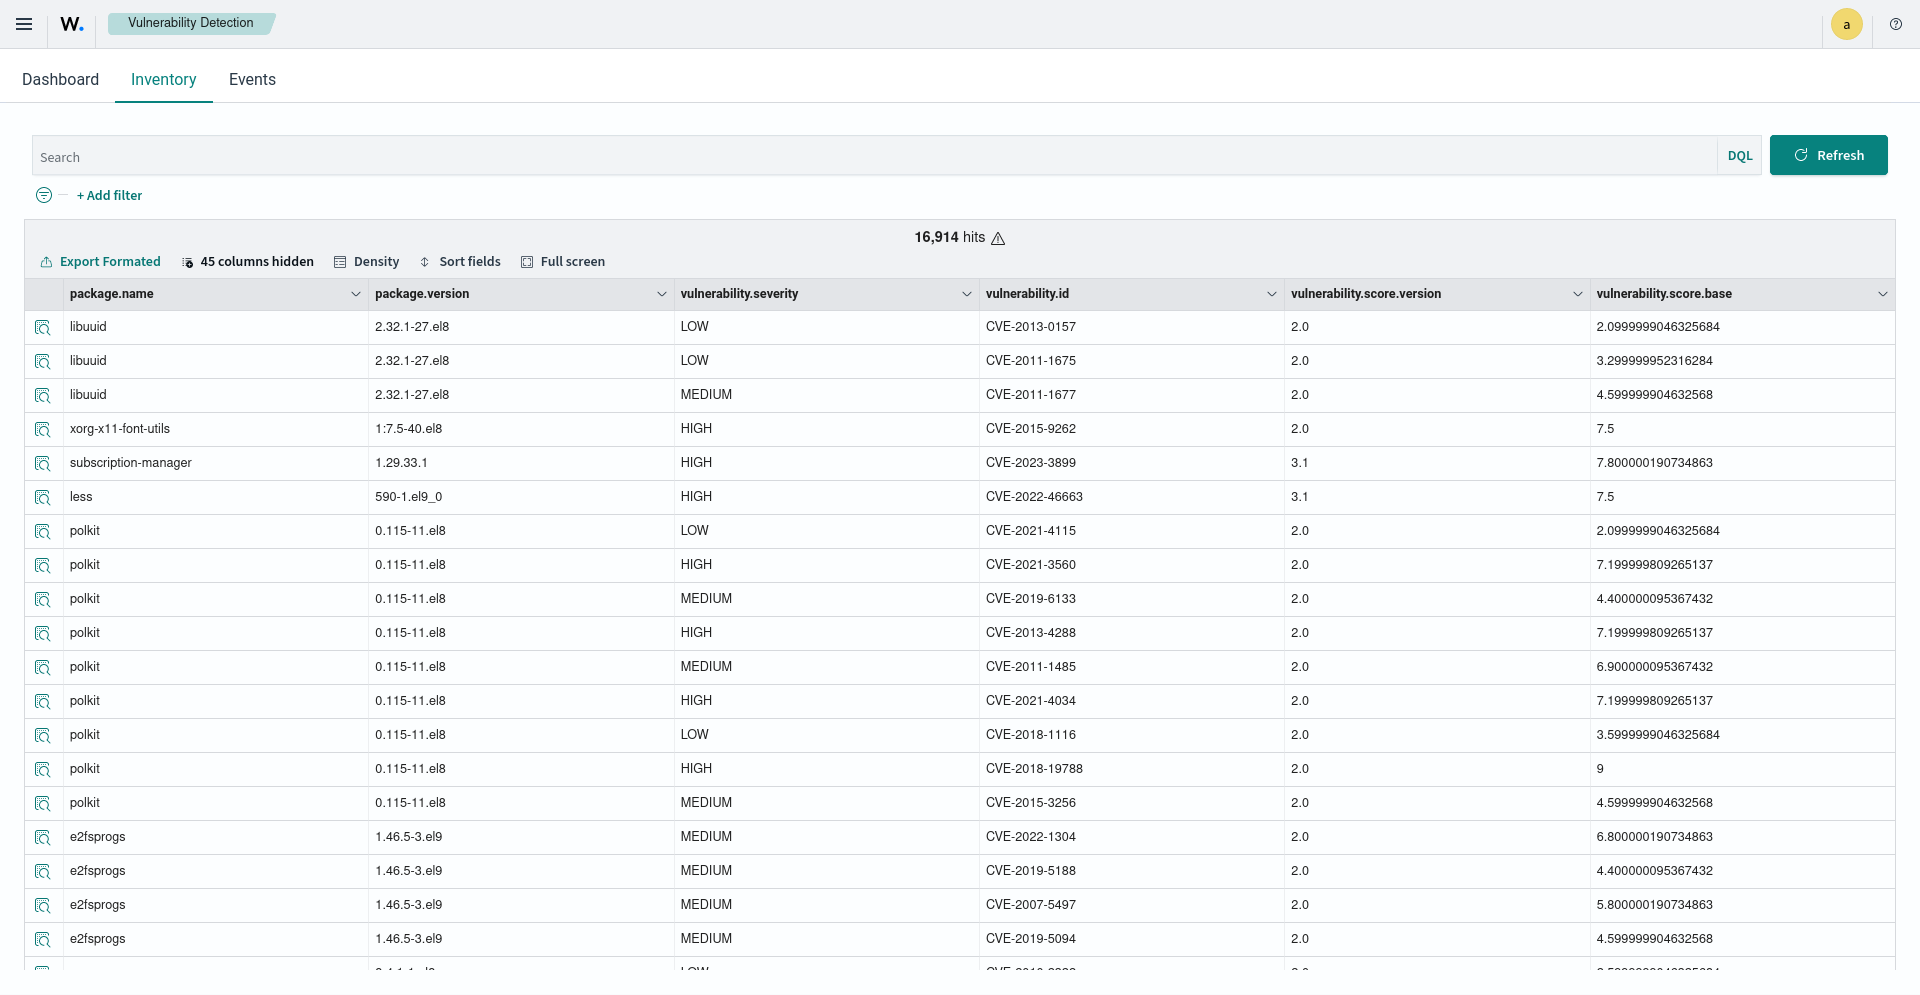 W. Vulnerability Detection a
Dashboard Inventory Events
Search DQL Refresh
+ Add filter
16,914 hits
Export Formated 45 columns hidden Density Sort fields Full screen
package.name package.version vulnerability.severity vulnerability.id vulnerability.score.version vulnerability.score.base
libuuid 2.32.1-27.el8 LOW CVE-2013-0157 2.0 2.0999999046325684
libuuid 2.32.1-27.el8 LOW CVE-2011-1675 2.0 3.299999952316284
libuuid 2.32.1-27.el8 MEDIUM CVE-2011-1677 2.0 4.599999904632568
xorg-x11-font-utils 1:7.5-40.el8 HIGH CVE-2015-9262 2.0 7.5
subscription-manager 1.29.33.1 HIGH CVE-2023-3899 3.1 7.800000190734863
less 590-1.el9_0 HIGH CVE-2022-46663 3.1 7.5
polkit 0.115-11.el8 LOW CVE-2021-4115 2.0 2.0999999046325684
polkit 0.115-11.el8 HIGH CVE-2021-3560 2.0 7.199999809265137
polkit 0.115-11.el8 MEDIUM CVE-2019-6133 2.0 4.400000095367432
polkit 0.115-11.el8 HIGH CVE-2013-4288 2.0 7.199999809265137
polkit 0.115-11.el8 MEDIUM CVE-2011-1485 2.0 6.900000095367432
polkit 0.115-11.el8 HIGH CVE-2021-4034 2.0 7.199999809265137
polkit 0.115-11.el8 LOW CVE-2018-1116 2.0 3.5999999046325684
polkit 0.115-11.el8 HIGH CVE-2018-19788 2.0 9
polkit 0.115-11.el8 MEDIUM CVE-2015-3256 2.0 4.599999904632568
e2fsprogs 1.46.5-3.el9 MEDIUM CVE-2022-1304 2.0 6.800000190734863
e2fsprogs 1.46.5-3.el9 MEDIUM CVE-2019-5188 2.0 4.400000095367432
e2fsprogs 1.46.5-3.el9 MEDIUM CVE-2007-5497 2.0 5.800000190734863
e2fsprogs 1.46.5-3.el9 MEDIUM CVE-2019-5094 2.0 4.599999904632568
LOW